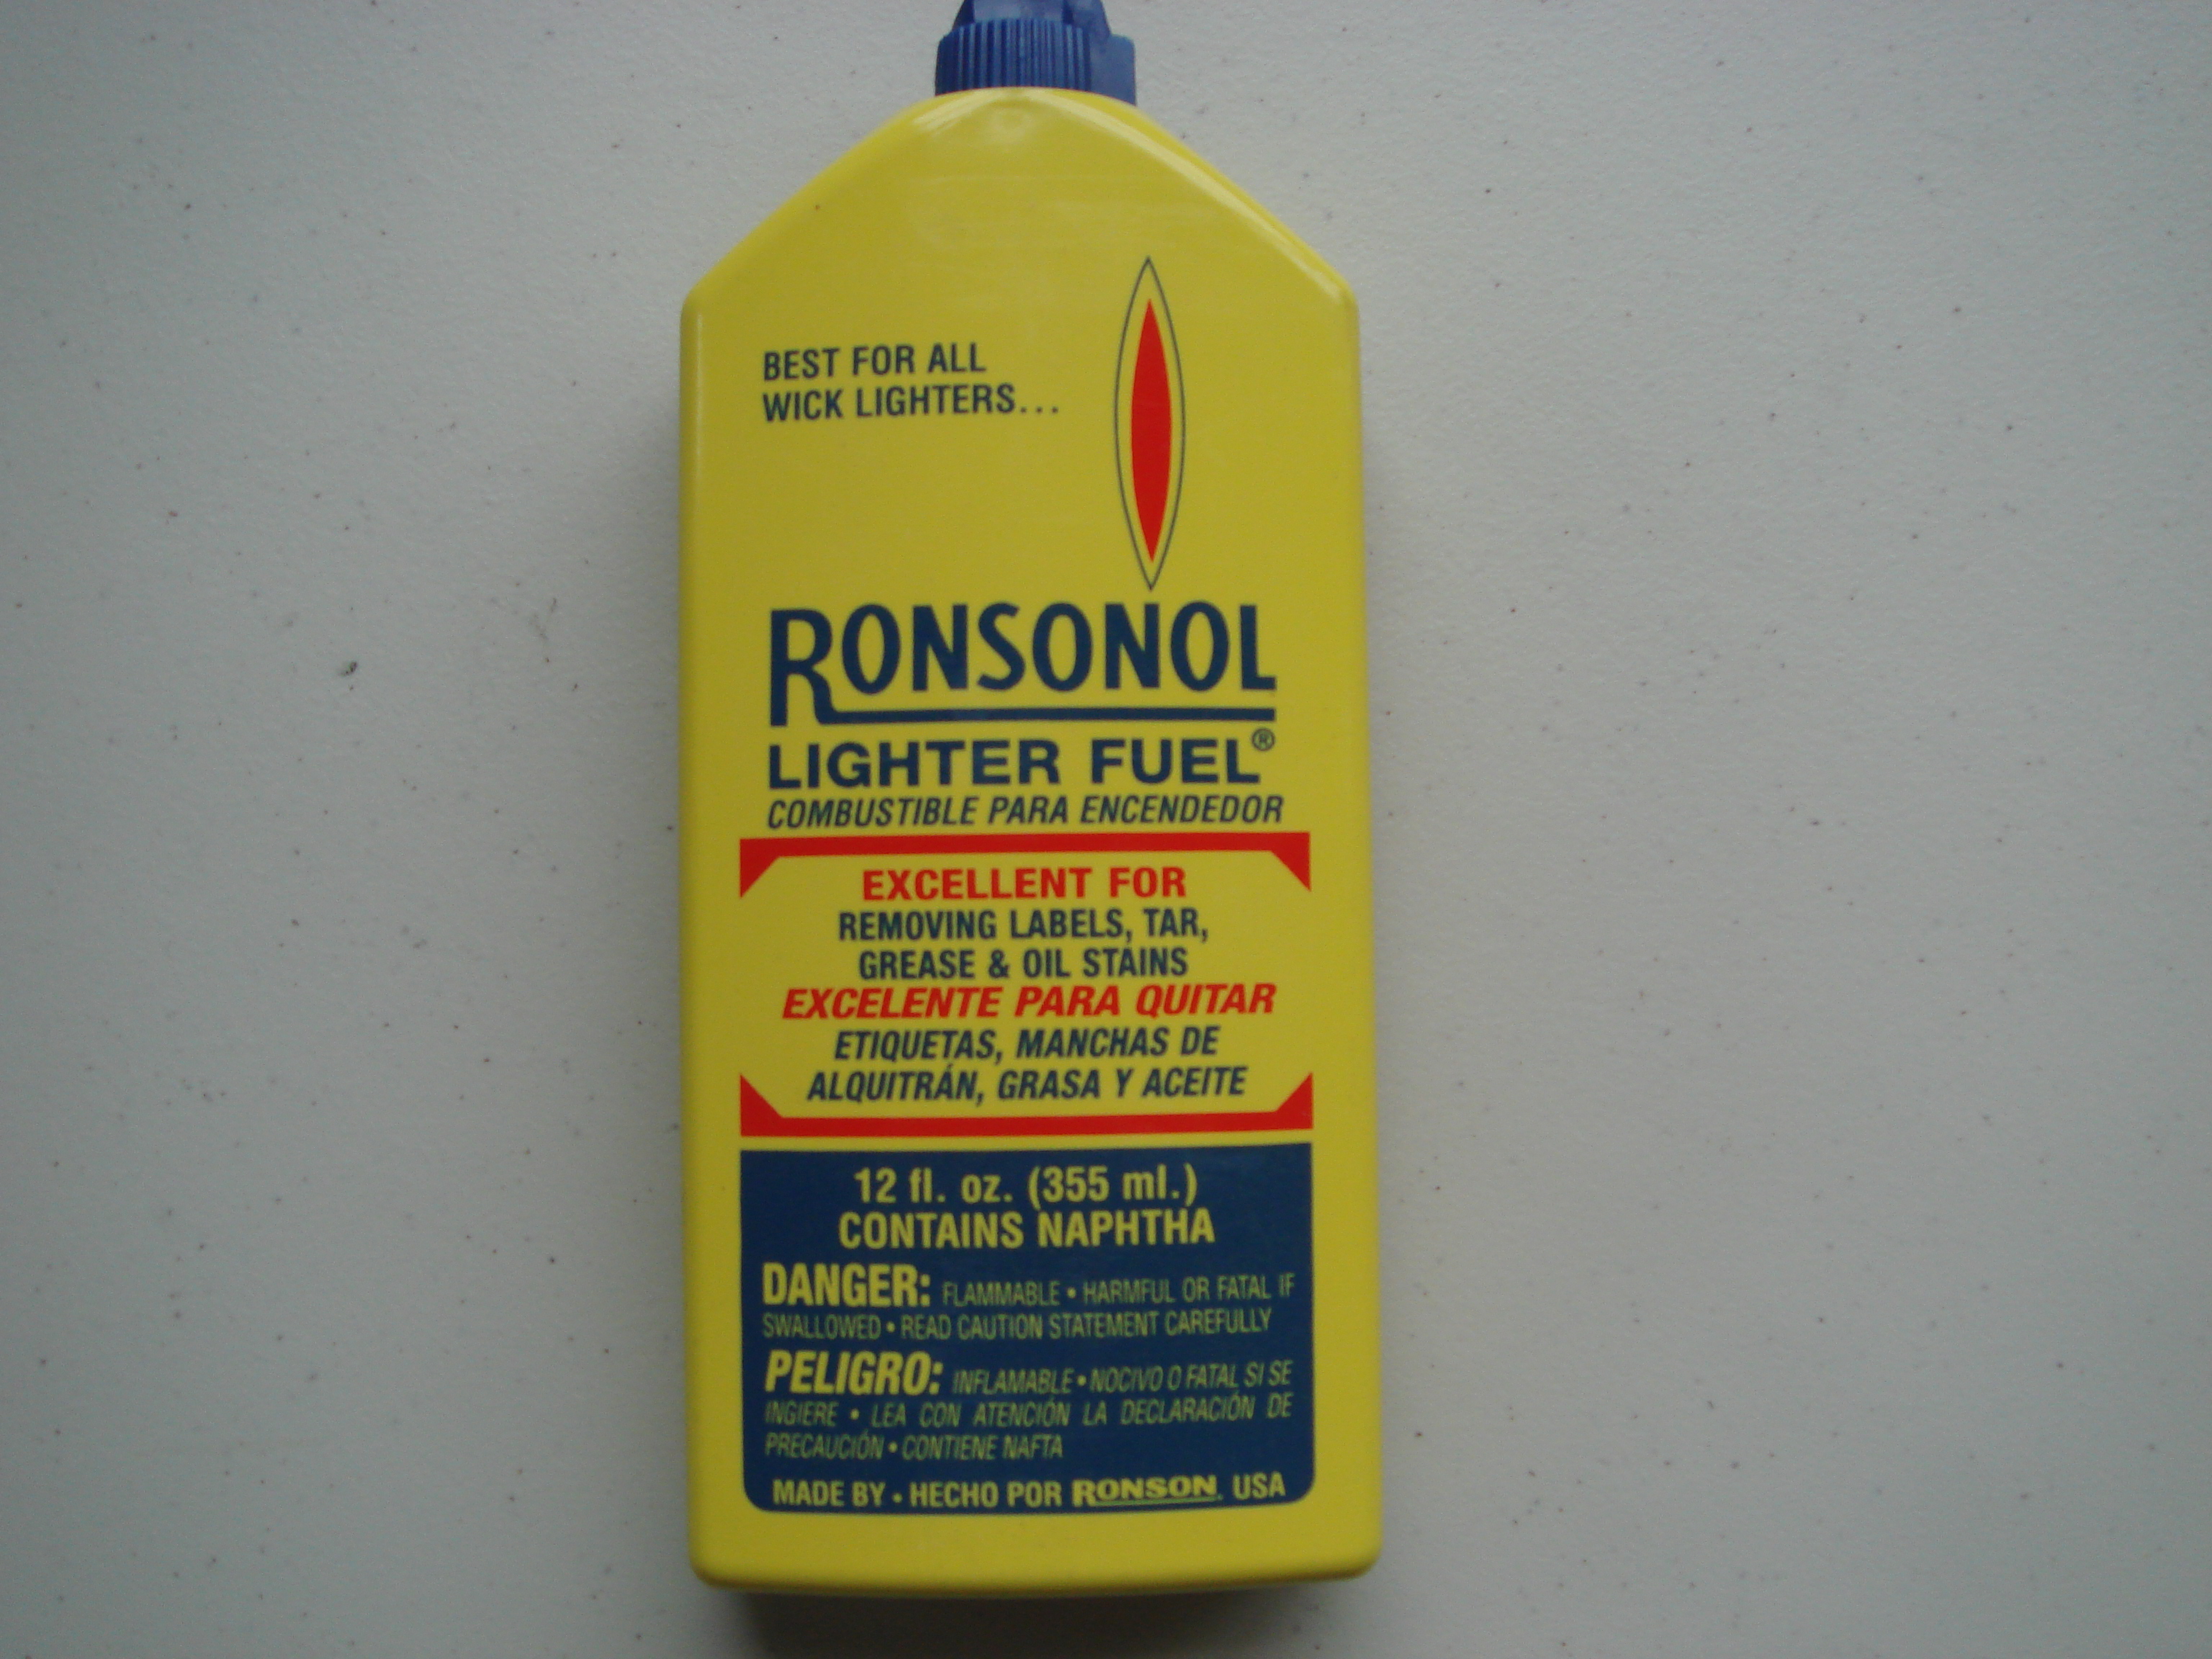 BEST FOR ALL
WICK LIGHTERS...
RONSONOL
LIGHTER FUEL®
COMBUSTIBLE PARA ENCENDEDOR
EXCELLENT FOR
REMOVING LABELS, TAR,
GREASE & OIL STAINS
EXCELENTE PARA QUITAR
ETIQUETAS, MANCHAS DE
ALQUITRÁN, GRASA Y ACEITE
12 fl. oz. (355 ml.)
CONTAINS NAPHTHA
DANGER: FLAMMABLE • HARMFUL OR FATAL IF
SWALLOWED • READ CAUTION STATEMENT CAREFULLY
PELIGRO: INFLAMABLE • NOCIVO O FATAL SI SE
INGIERE • LEA CON ATENCIÓN LA DECLARACIÓN DE
PRECAUCIÓN • CONTIENE NAFTA
MADE BY • HECHO POR RONSON. USA